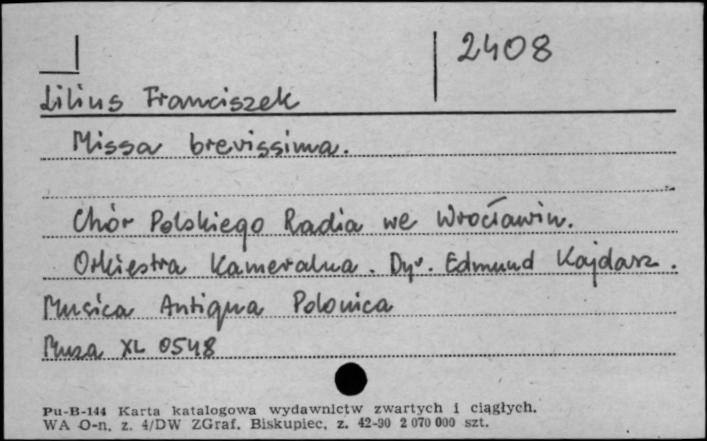 2408
Lilius Franciszek
Missa brevissima.
Chór Polskiego Radia we Wrocławiu.
Orkiestra Kameralna. Dyr. Edmund Kajdasz.
Musica Antiqua Polonica
Muza XL 0548
Pu-B-144 Karta katalogowa wydawnictw zwartych i ciągłych.
WA O-n. z. 4/DW ZGraf. Biskupiec, z. 42-30 2 070 000 szt.